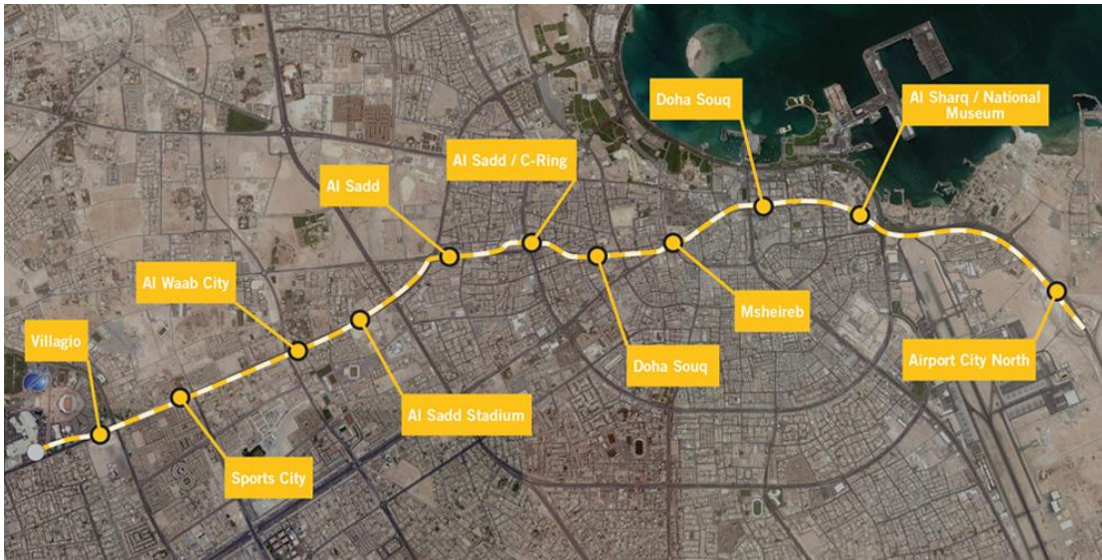 Doha Souq
Al Sharq / National
Museum
Al Sadd / C-Ring
Al Sadd
Al Waab City
Villagio
Msheireb
Doha Souq
Airport City North
Al Sadd Stadium
Sports City